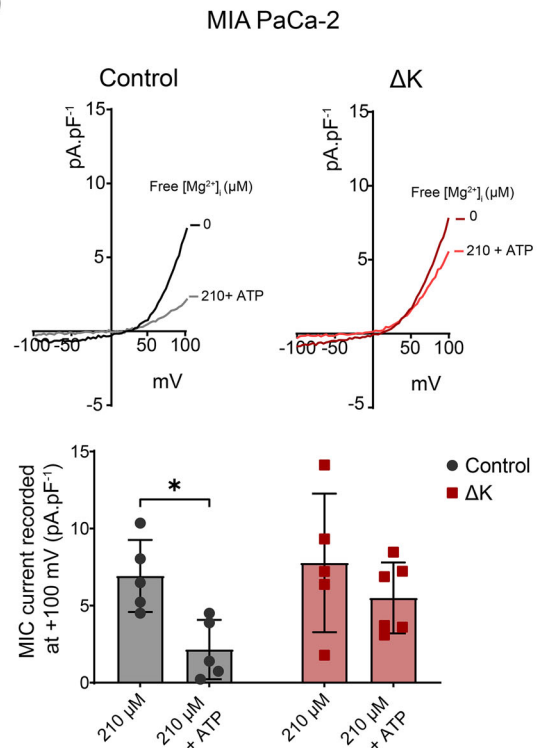 MIA PaCa-2
Control
ΔK
pA.pF⁻¹
15
10
5
-5
-100 -50
50
100
mV
Free [Mg²⁺]ᵢ (μM)
0
210+ ATP
pA.pF⁻¹
15
10
5
-5
-100 -50
50
100
mV
Free [Mg²⁺]ᵢ (μM)
0
210 + ATP
MIC current recorded
at +100 mV (pA.pF⁻¹)
15
10
5
0
*
Control
ΔK
210 μM
210 μM
+ ATP
210 μM
210 μM
+ ATP